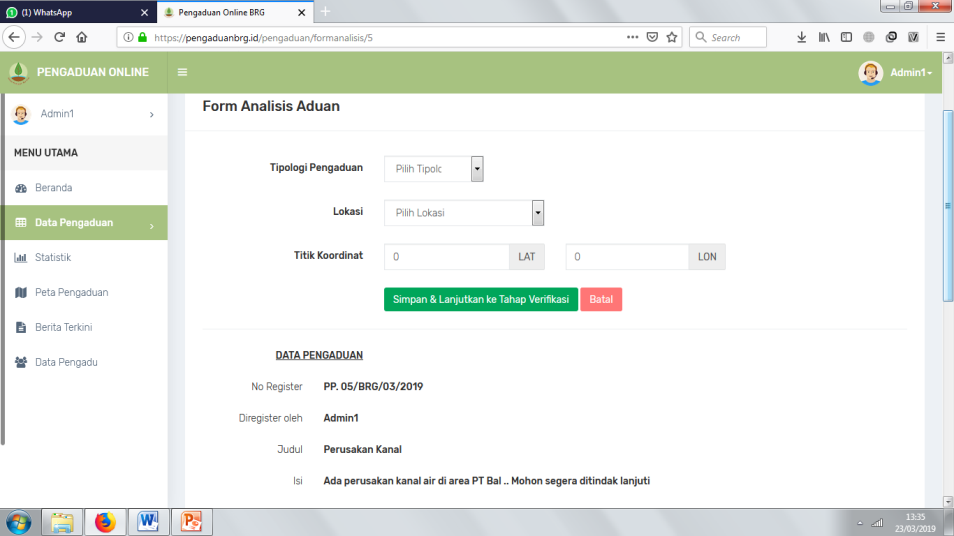 (1) WhatsApp
Pengaduan Online BRG
https://pengaduanbrg.id/pengaduan/formanalisis/5
Search
PENGADUAN ONLINE
Admin1
Admin1
MENU UTAMA
Beranda
Data Pengaduan
Statistik
Peta Pengaduan
Berita Terkini
Data Pengadu
Form Analisis Aduan
Tipologi Pengaduan
Pilih Tipolc
Lokasi
Pilih Lokasi
Titik Koordinat
0 LAT 0 LON
Simpan & Lanjutkan ke Tahap Verifikasi Batal
DATA PENGADUAN
No Register PP. 05/BRG/03/2019
Diregister oleh Admin1
Judul Perusakan Kanal
Isi Ada perusakan kanal air di area PT Bal .. Mohon segera ditindak lanjuti
13:35
23/03/2019